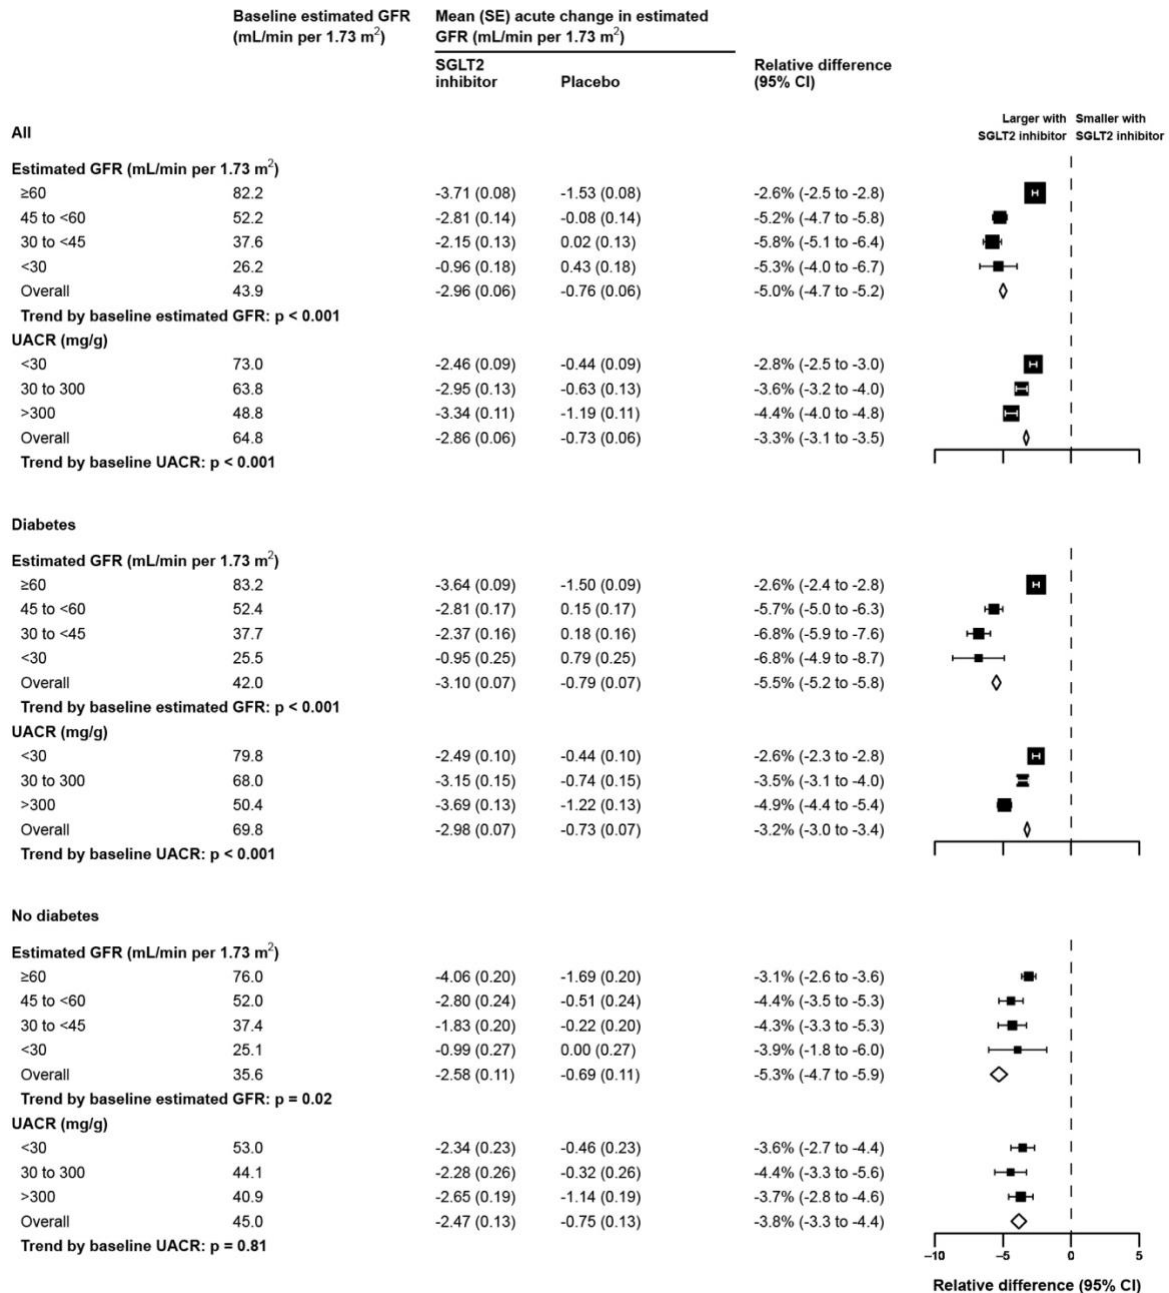 Baseline estimated GFR (mL/min per 1.73 m²)
Mean (SE) acute change in estimated GFR (mL/min per 1.73 m²)
SGLT2 inhibitor
Placebo
Relative difference (95% CI)
Larger with SGLT2 inhibitor
Smaller with SGLT2 inhibitor
All
Estimated GFR (mL/min per 1.73 m²)
≥60 82.2 -3.71 (0.08) -1.53 (0.08) -2.6% (-2.5 to -2.8)
45 to <60 52.2 -2.81 (0.14) -0.08 (0.14) -5.2% (-4.7 to -5.8)
30 to <45 37.6 -2.15 (0.13) 0.02 (0.13) -5.8% (-5.1 to -6.4)
<30 26.2 -0.96 (0.18) 0.43 (0.18) -5.3% (-4.0 to -6.7)
Overall 43.9 -2.96 (0.06) -0.76 (0.06) -5.0% (-4.7 to -5.2)
Trend by baseline estimated GFR: p < 0.001
UACR (mg/g)
<30 73.0 -2.46 (0.09) -0.44 (0.09) -2.8% (-2.5 to -3.0)
30 to 300 63.8 -2.95 (0.13) -0.63 (0.13) -3.6% (-3.2 to -4.0)
>300 48.8 -3.34 (0.11) -1.19 (0.11) -4.4% (-4.0 to -4.8)
Overall 64.8 -2.86 (0.06) -0.73 (0.06) -3.3% (-3.1 to -3.5)
Trend by baseline UACR: p < 0.001
Diabetes
Estimated GFR (mL/min per 1.73 m²)
≥60 83.2 -3.64 (0.09) -1.50 (0.09) -2.6% (-2.4 to -2.8)
45 to <60 52.4 -2.81 (0.17) 0.15 (0.17) -5.7% (-5.0 to -6.3)
30 to <45 37.7 -2.37 (0.16) 0.18 (0.16) -6.8% (-5.9 to -7.6)
<30 25.5 -0.95 (0.25) 0.79 (0.25) -6.8% (-4.9 to -8.7)
Overall 42.0 -3.10 (0.07) -0.79 (0.07) -5.5% (-5.2 to -5.8)
Trend by baseline estimated GFR: p < 0.001
UACR (mg/g)
<30 79.8 -2.49 (0.10) -0.44 (0.10) -2.6% (-2.3 to -2.8)
30 to 300 68.0 -3.15 (0.15) -0.74 (0.15) -3.5% (-3.1 to -4.0)
>300 50.4 -3.69 (0.13) -1.22 (0.13) -4.9% (-4.4 to -5.4)
Overall 69.8 -2.98 (0.07) -0.73 (0.07) -3.2% (-3.0 to -3.4)
Trend by baseline UACR: p < 0.001
No diabetes
Estimated GFR (mL/min per 1.73 m²)
≥60 76.0 -4.06 (0.20) -1.69 (0.20) -3.1% (-2.6 to -3.6)
45 to <60 52.0 -2.80 (0.24) -0.51 (0.24) -4.4% (-3.5 to -5.3)
30 to <45 37.4 -1.83 (0.20) -0.22 (0.20) -4.3% (-3.3 to -5.3)
<30 25.1 -0.99 (0.27) 0.00 (0.27) -3.9% (-1.8 to -6.0)
Overall 35.6 -2.58 (0.11) -0.69 (0.11) -5.3% (-4.7 to -5.9)
Trend by baseline estimated GFR: p = 0.02
UACR (mg/g)
<30 53.0 -2.34 (0.23) -0.46 (0.23) -3.6% (-2.7 to -4.4)
30 to 300 44.1 -2.28 (0.26) -0.32 (0.26) -4.4% (-3.3 to -5.6)
>300 40.9 -2.65 (0.19) -1.14 (0.19) -3.7% (-2.8 to -4.6)
Overall 45.0 -2.47 (0.13) -0.75 (0.13) -3.8% (-3.3 to -4.4)
Trend by baseline UACR: p = 0.81
−10 −5 0 5
Relative difference (95% CI)